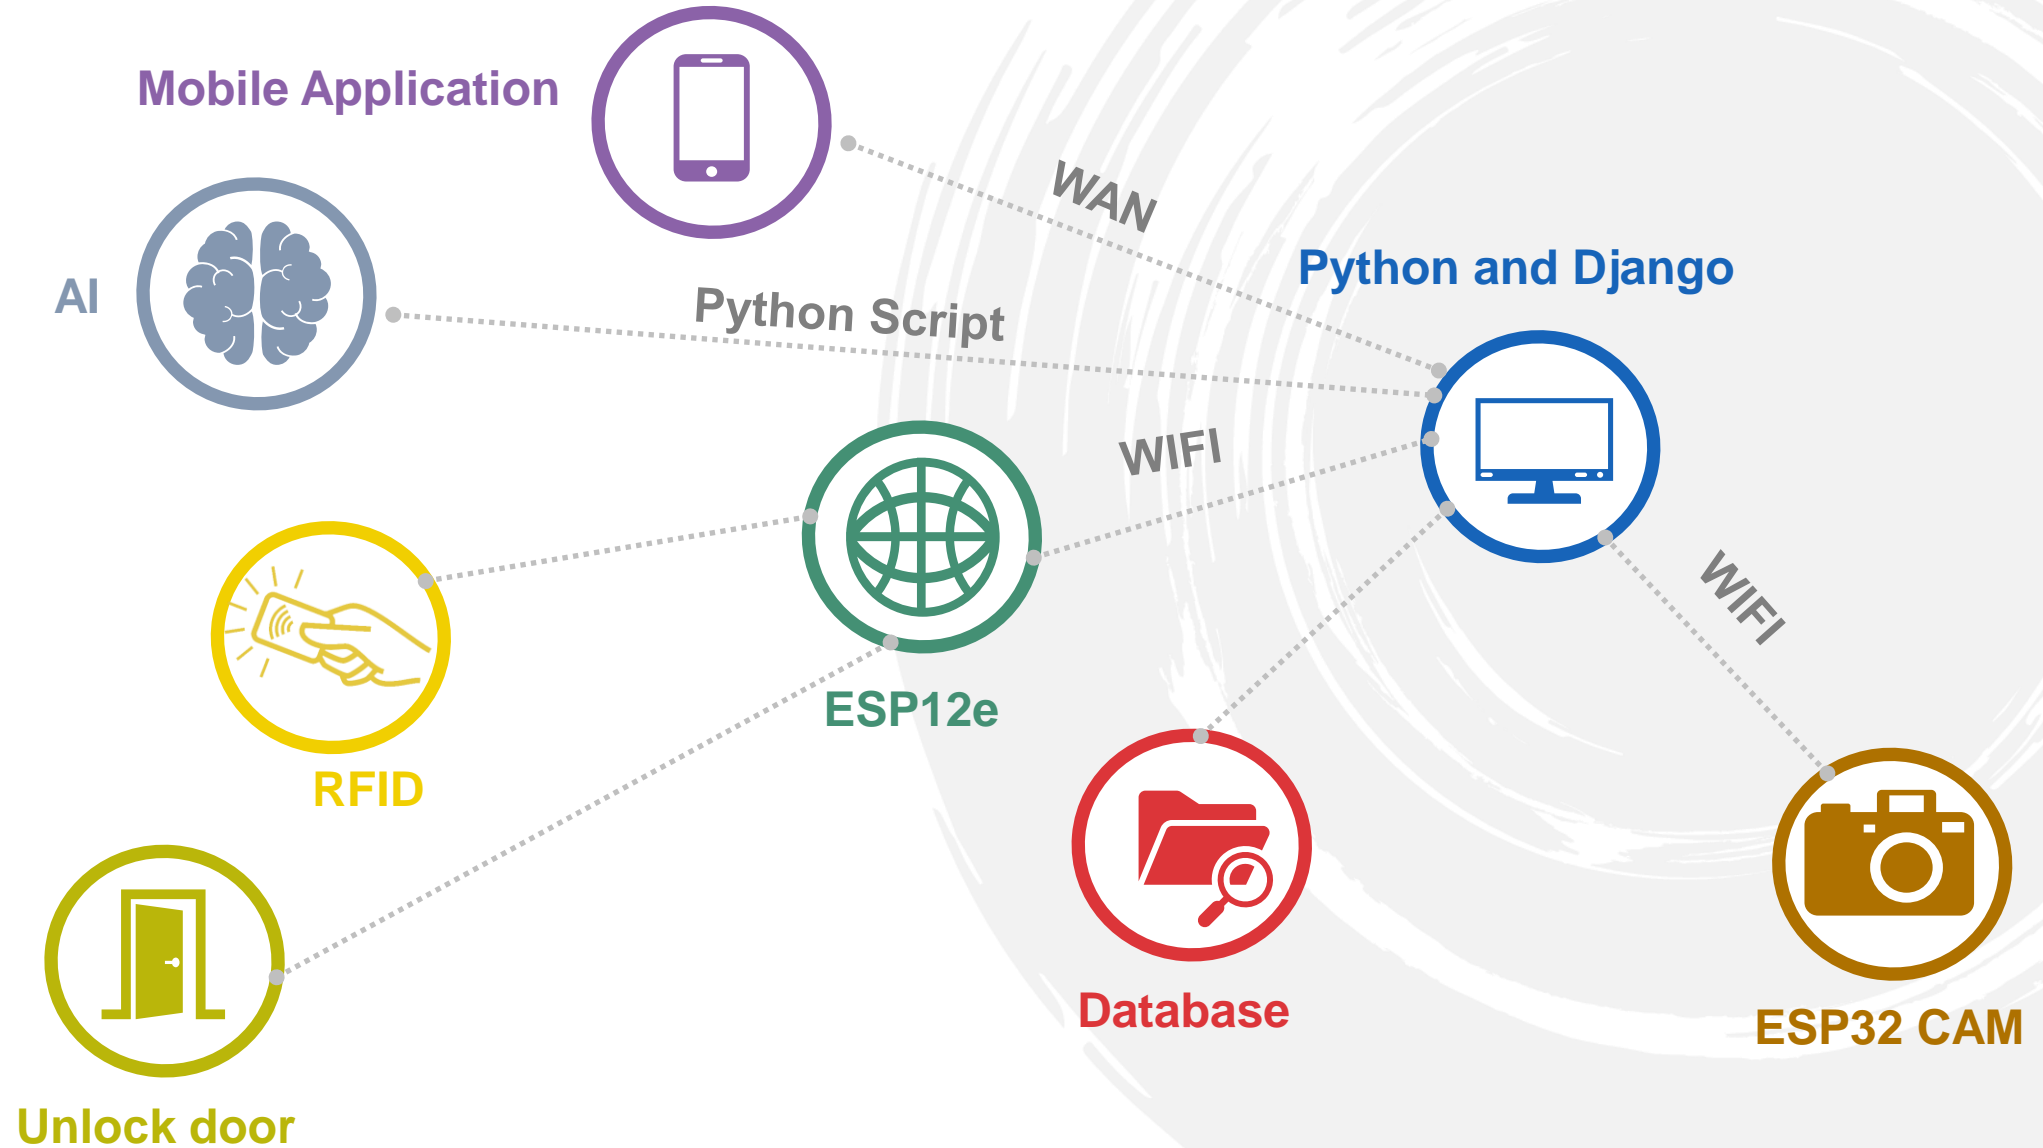 Mobile Application
WAN
Python and Django
AI
Python Script
WIFI
WIFI
ESP12e
RFID
Database
ESP32 CAM
Unlock door